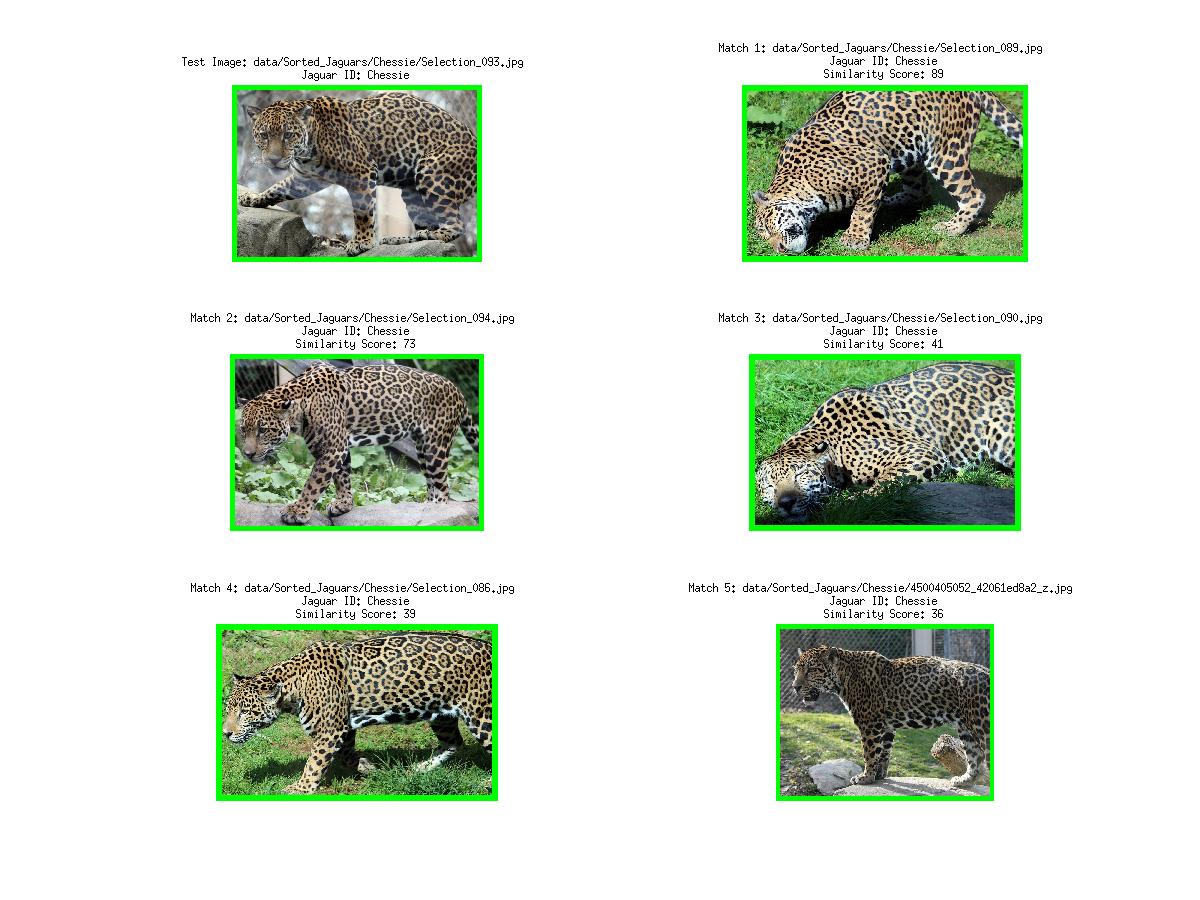 Test Image: data/Sorted_Jaguars/Chessie/Selection_093.jpg
Jaguar ID: Chessie
Match 1: data/Sorted_Jaguars/Chessie/Selection_089.jpg
Jaguar ID: Chessie
Similarity Score: 89
Match 2: data/Sorted_Jaguars/Chessie/Selection_094.jpg
Jaguar ID: Chessie
Similarity Score: 73
Match 3: data/Sorted_Jaguars/Chessie/Selection_090.jpg
Jaguar ID: Chessie
Similarity Score: 41
Match 4: data/Sorted_Jaguars/Chessie/Selection_086.jpg
Jaguar ID: Chessie
Similarity Score: 39
Match 5: data/Sorted_Jaguars/Chessie/4500405052_42061ed8a2_z.jpg
Jaguar ID: Chessie
Similarity Score: 36